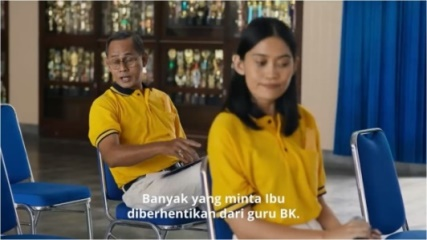 Banyak yang minta Ibu
diberhentikan dari guru BK.